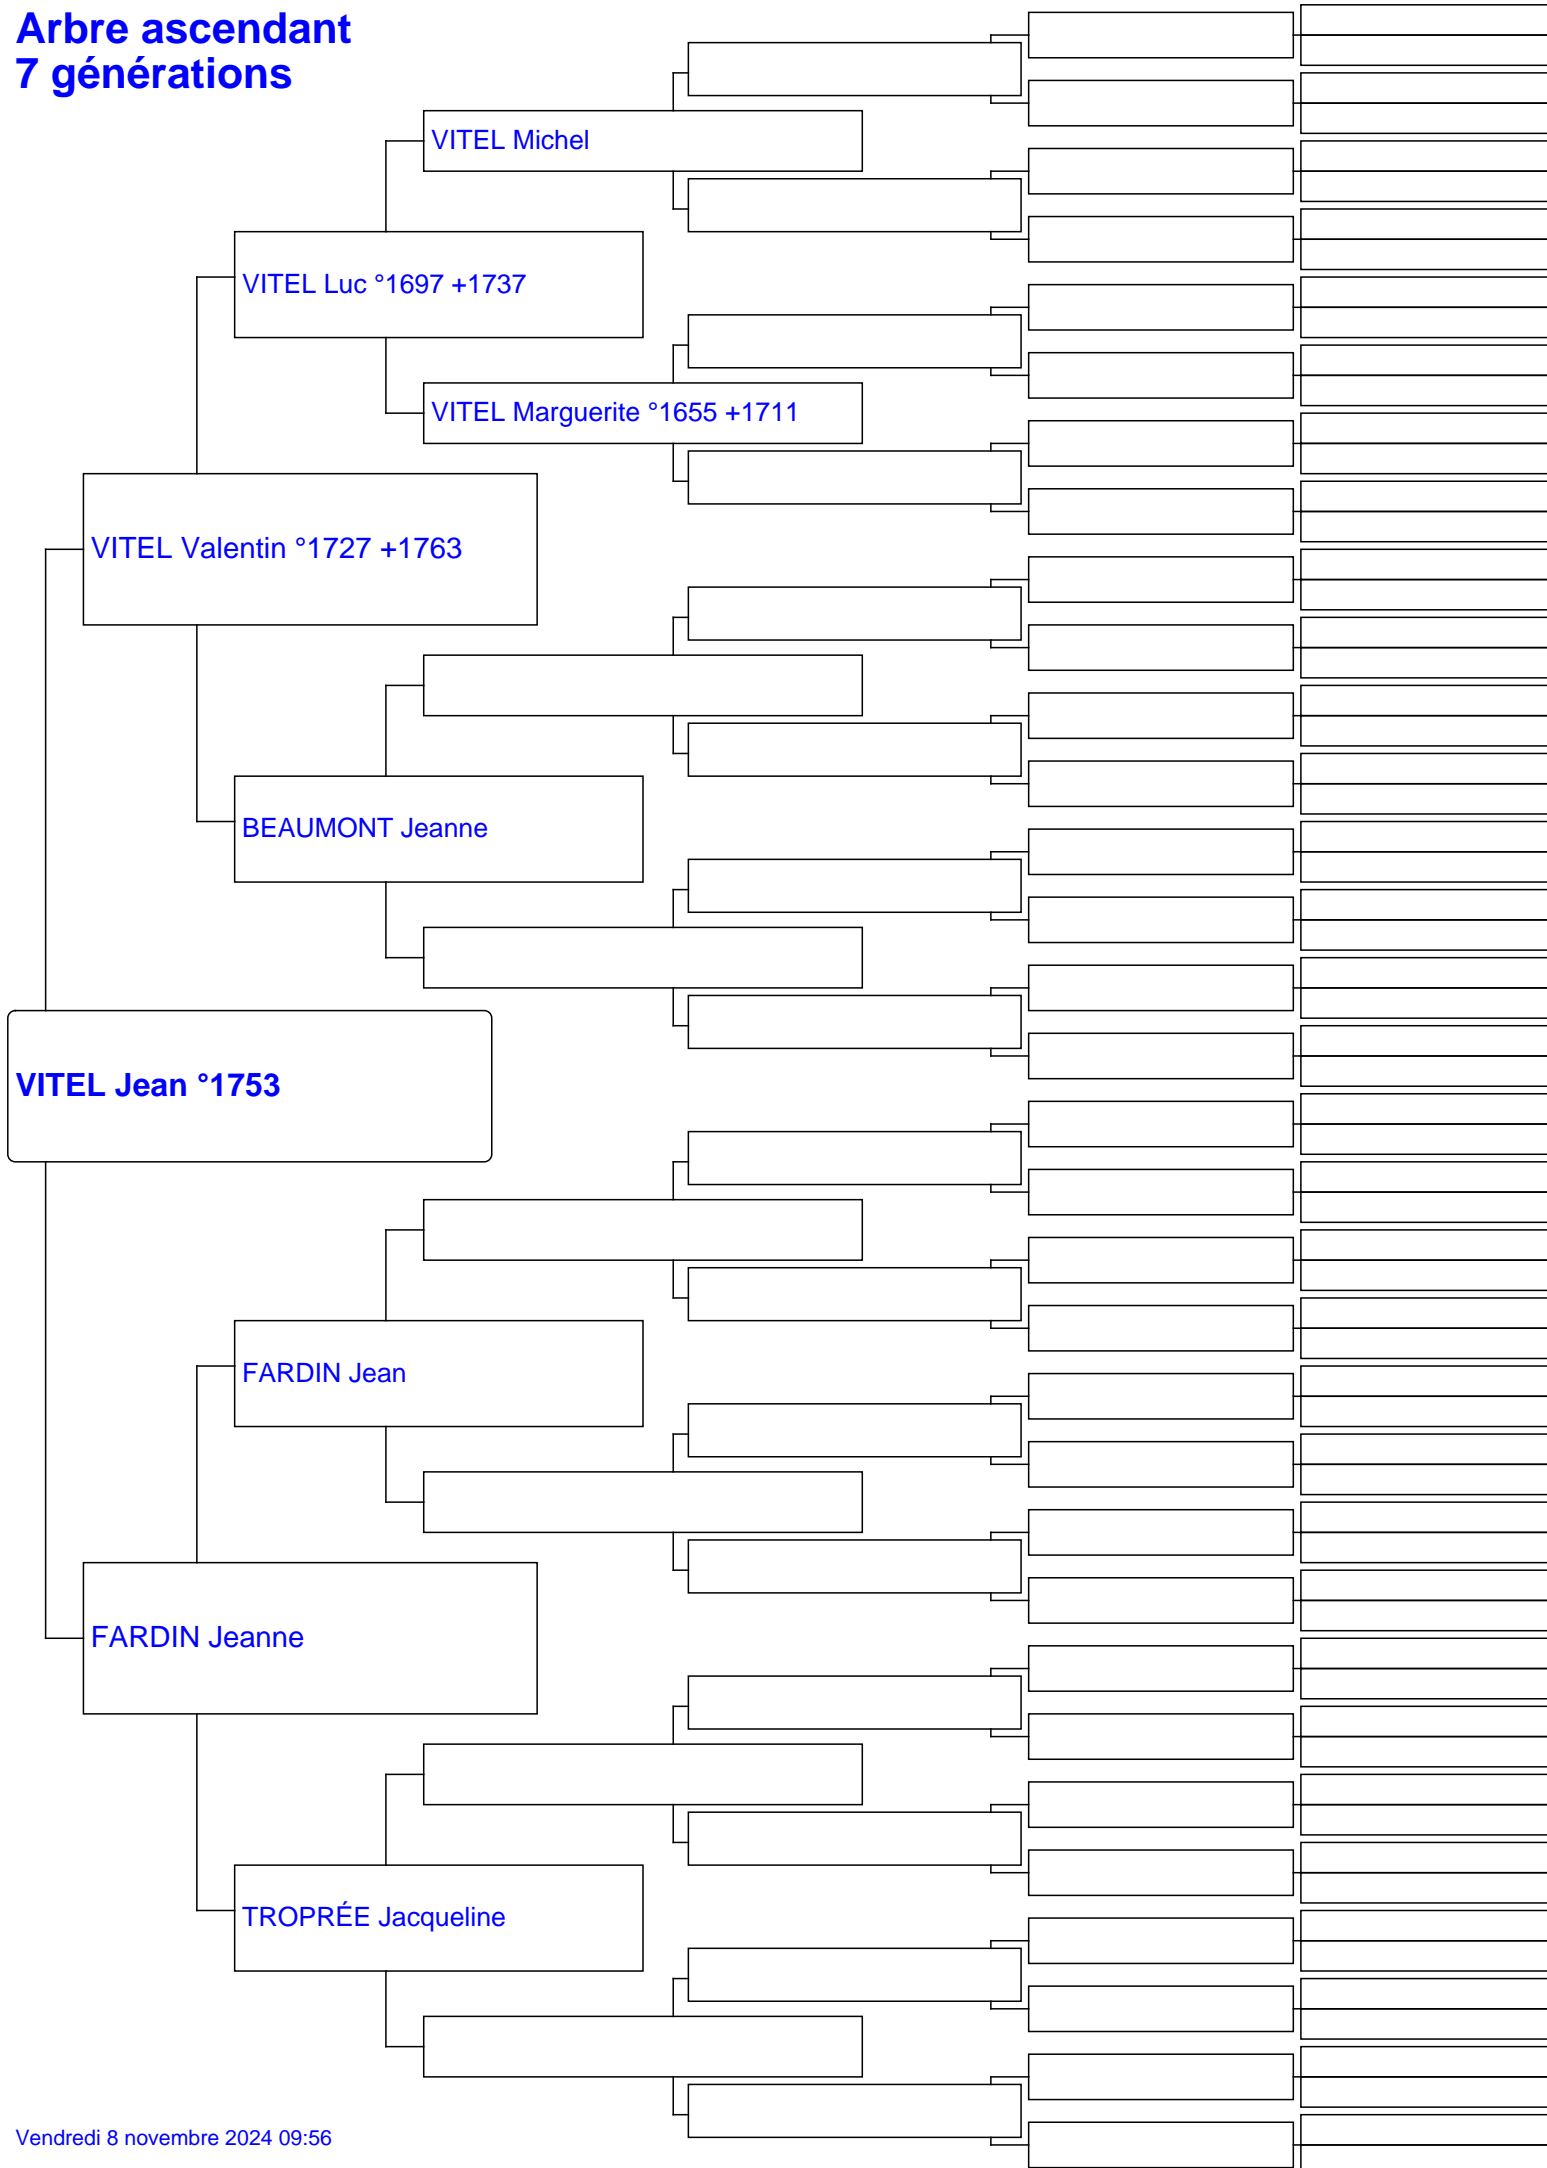 Arbre ascendant
7 générations
VITEL Michel
VITEL Luc °1697 +1737
VITEL Marguerite °1655 +1711
VITEL Valentin °1727 +1763
BEAUMONT Jeanne
VITEL Jean °1753
FARDIN Jean
FARDIN Jeanne
TROPRÉE Jacqueline
Vendredi 8 novembre 2024 09:56